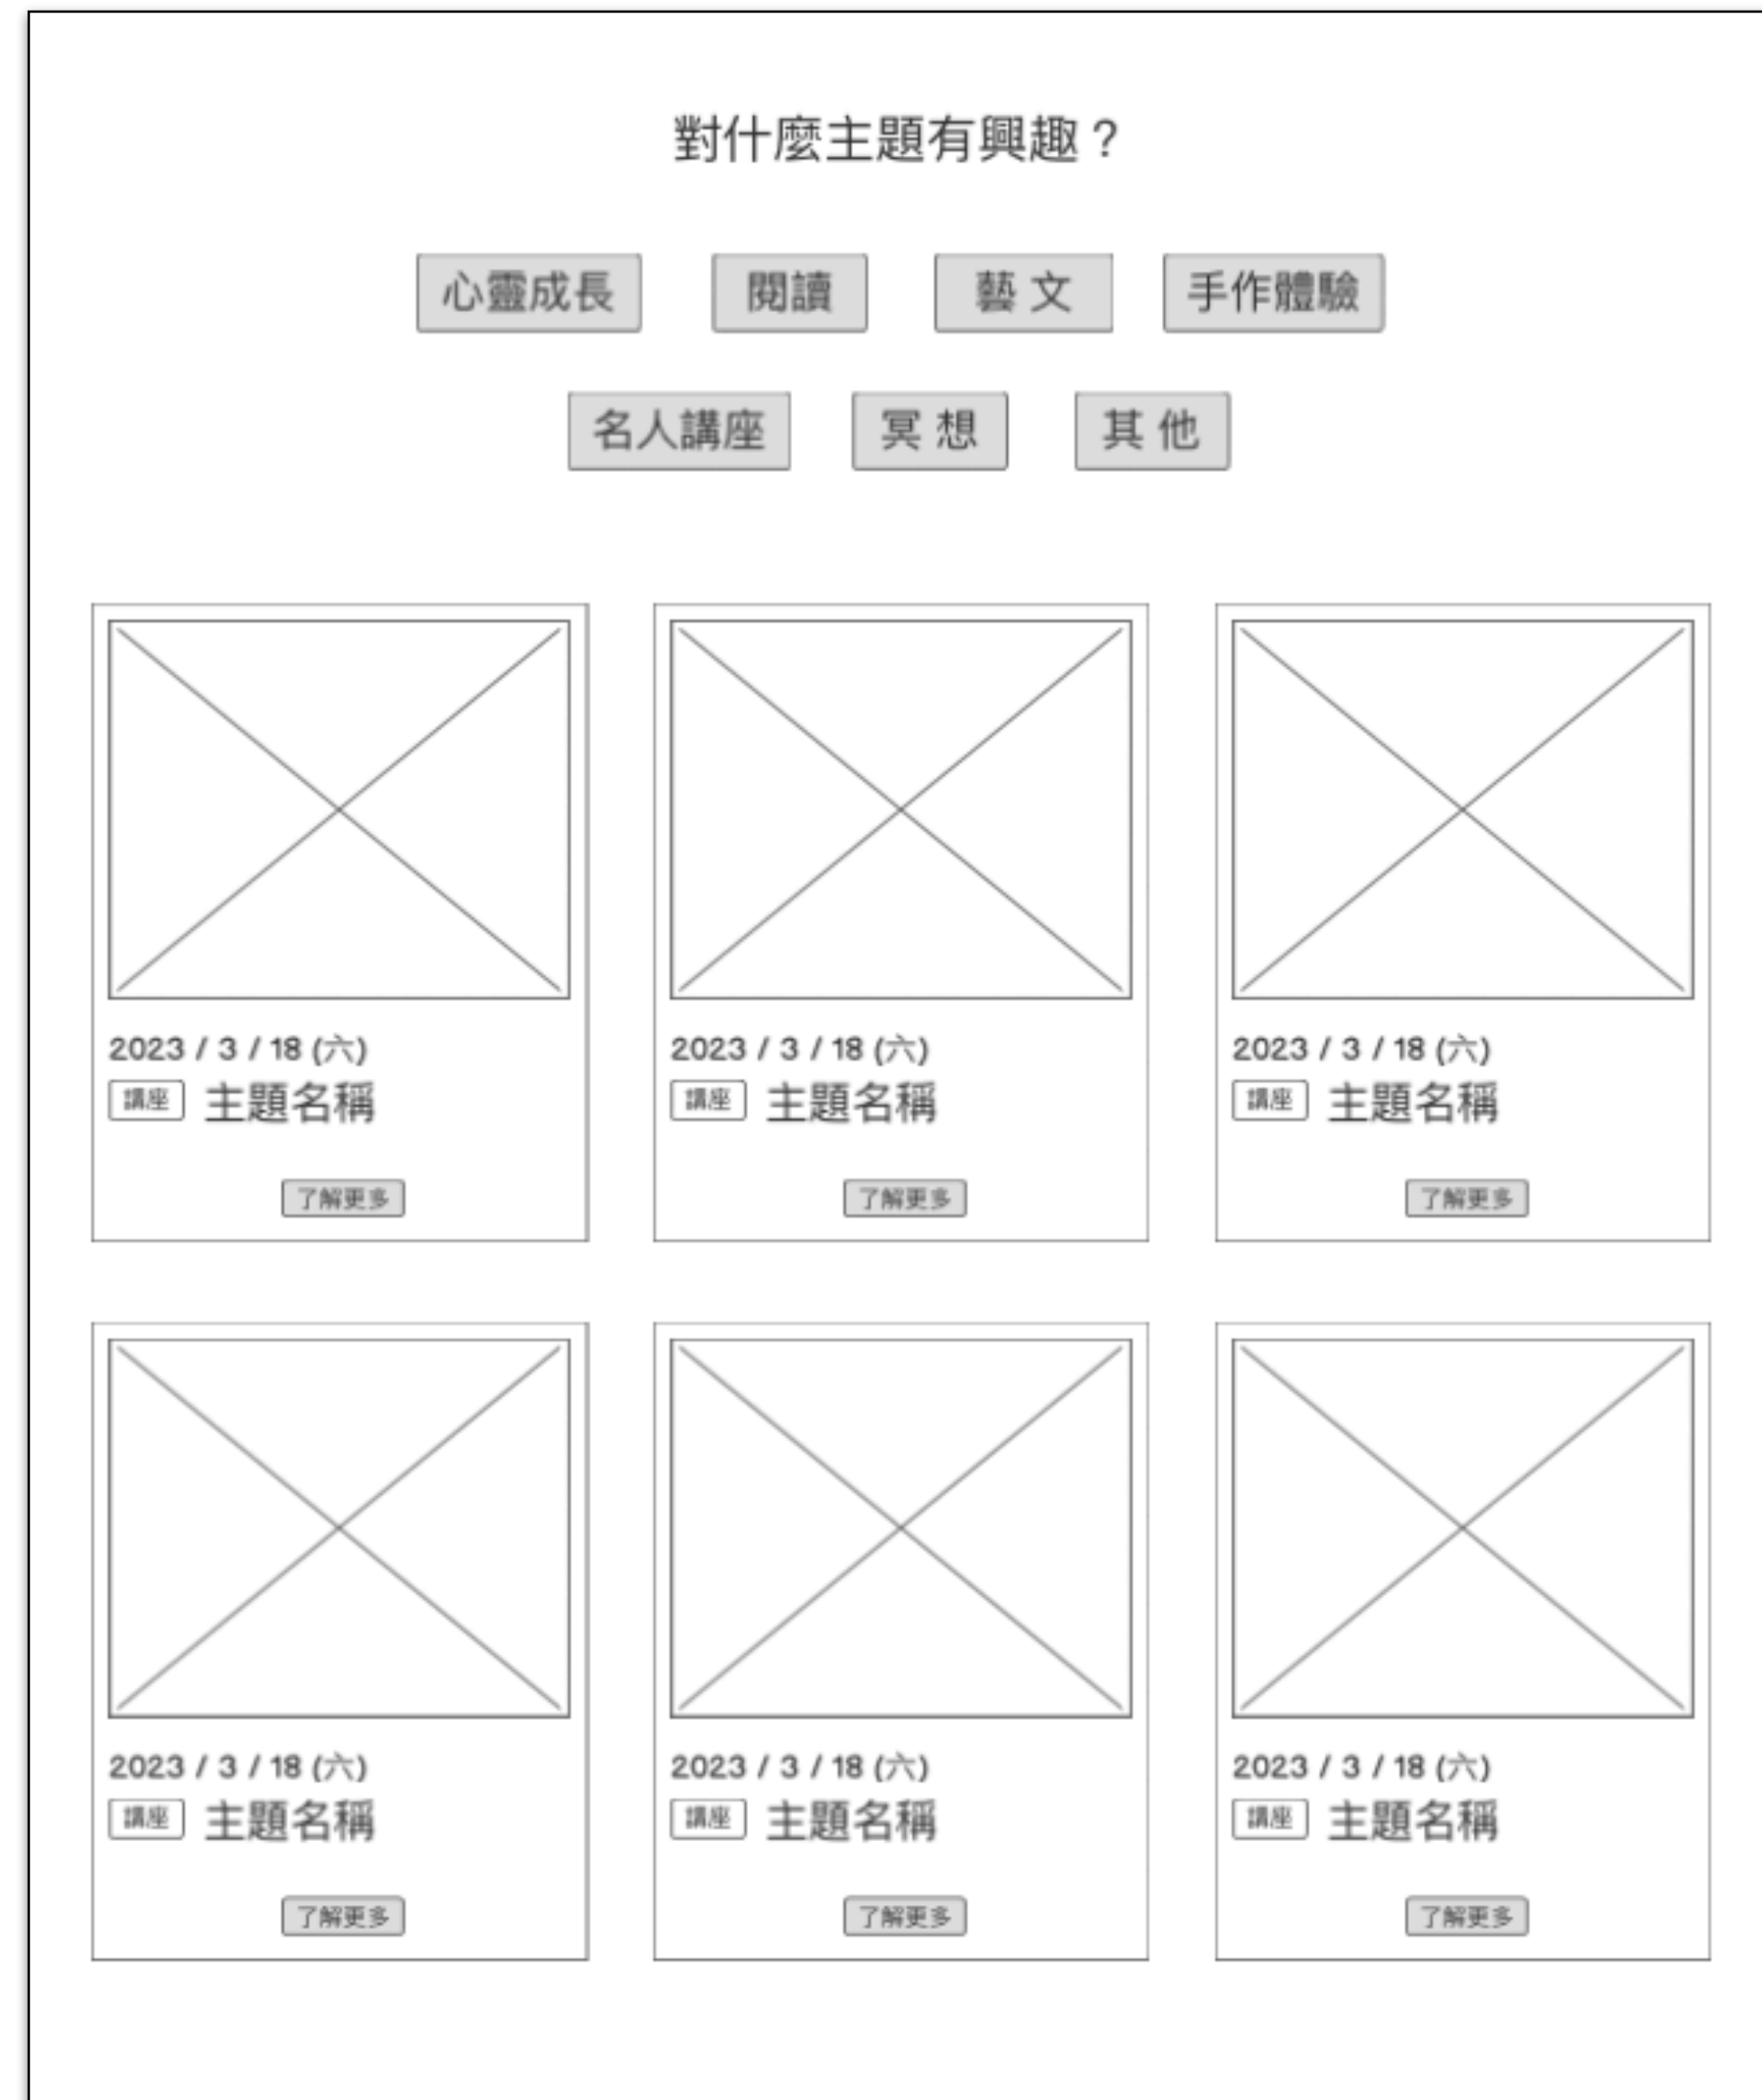 對什麼主題有興趣？
心靈成長 閱讀 藝文 手作體驗
名人講座 冥想 其他
2023 / 3 / 18 (六) 2023 / 3 / 18 (六) 2023 / 3 / 18 (六)
講座 主題名稱 講座 主題名稱 講座 主題名稱
了解更多 了解更多 了解更多
2023 / 3 / 18 (六) 2023 / 3 / 18 (六) 2023 / 3 / 18 (六)
講座 主題名稱 講座 主題名稱 講座 主題名稱
了解更多 了解更多 了解更多